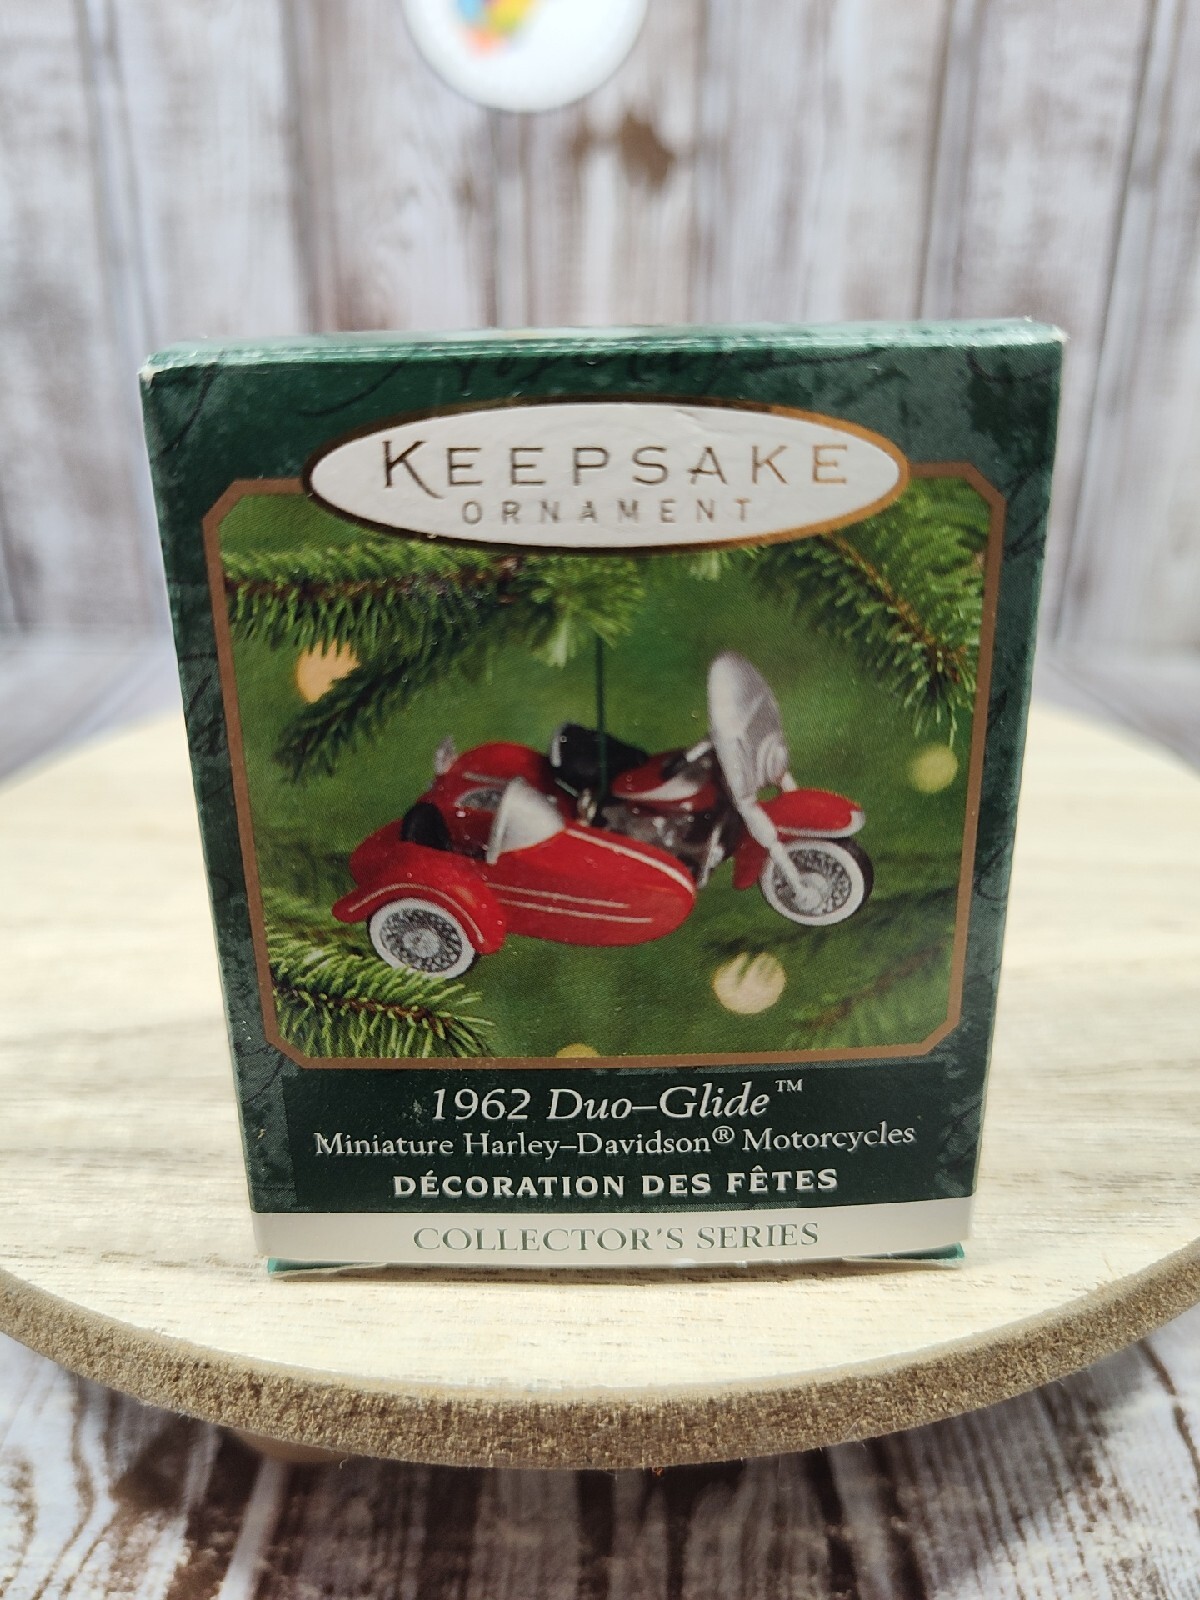 KEEPSAKE
ORNAMENT
1962 Duo–Glide™
Miniature Harley–Davidson® Motorcycles
DÉCORATION DES FÊTES
COLLECTOR'S SERIES